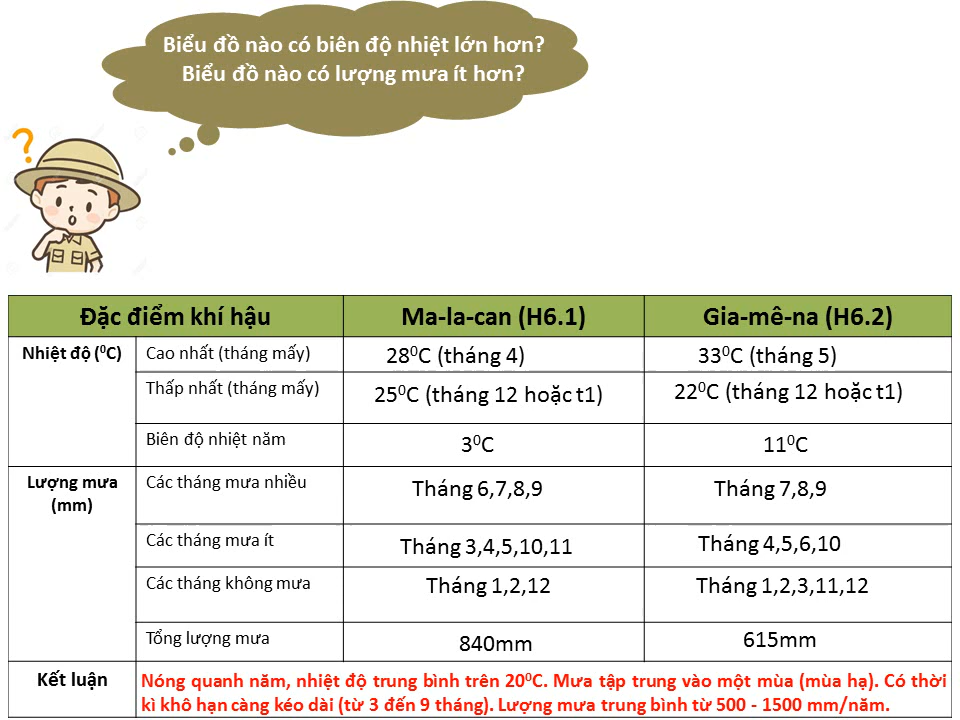 Biểu đồ nào có biên độ nhiệt lớn hơn?
Biểu đồ nào có lượng mưa ít hơn?
?
Đặc điểm khí hậu Ma-la-can (H6.1) Gia-mê-na (H6.2)
Nhiệt độ (⁰C) Cao nhất (tháng mấy) 28⁰C (tháng 4) 33⁰C (tháng 5)
Thấp nhất (tháng mấy) 25⁰C (tháng 12 hoặc t1) 22⁰C (tháng 12 hoặc t1)
Biên độ nhiệt năm 3⁰C 11⁰C
Lượng mưa (mm) Các tháng mưa nhiều Tháng 6,7,8,9 Tháng 7,8,9
Các tháng mưa ít Tháng 3,4,5,10,11 Tháng 4,5,6,10
Các tháng không mưa Tháng 1,2,12 Tháng 1,2,3,11,12
Tổng lượng mưa 840mm 615mm
Kết luận Nóng quanh năm, nhiệt độ trung bình trên 20⁰C. Mưa tập trung vào một mùa (mùa hạ). Có thời
kì khô hạn càng kéo dài (từ 3 đến 9 tháng). Lượng mưa trung bình từ 500 - 1500 mm/năm.